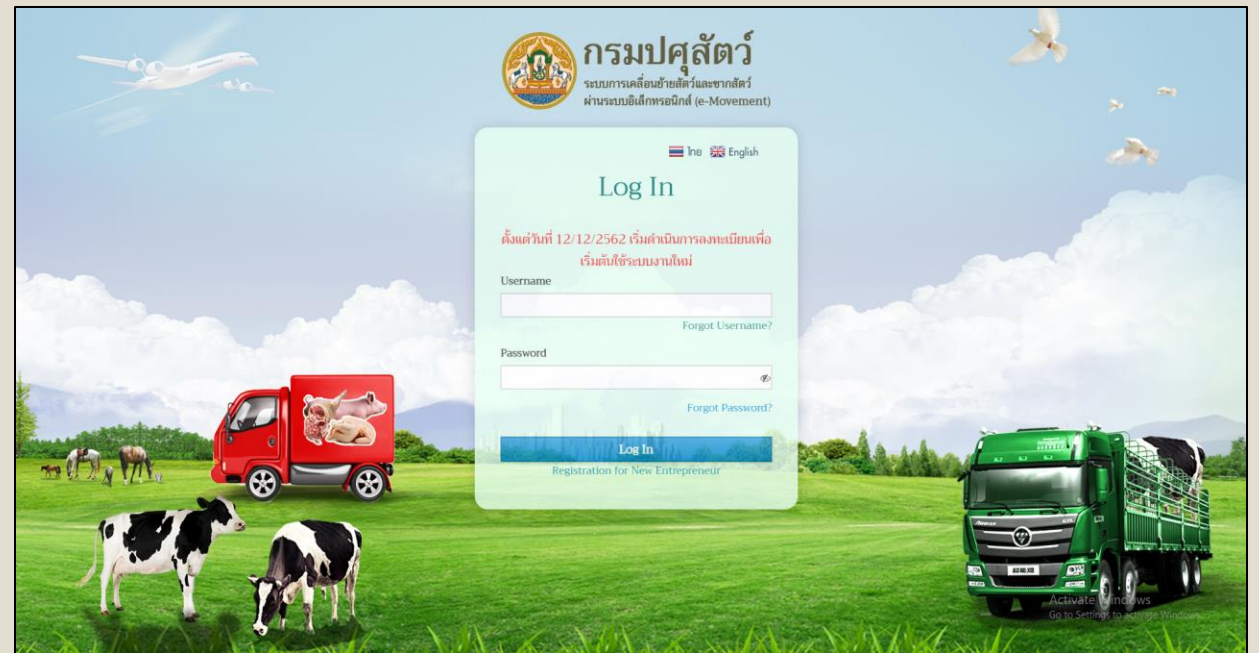 กรมปศุสัตว์
ระบบการเคลื่อนย้ายสัตว์และซากสัตว์
ผ่านระบบอิเล็กทรอนิกส์ (e-Movement)
ไทย English
Log In
ตั้งแต่วันที่ 12/12/2562 เริ่มดำเนินการลงทะเบียนเพื่อ
เริ่มต้นใช้ระบบงานใหม่
Username
Forgot Username?
Password
Forgot Password?
Log In
Registration for New Entrepreneur
Activate Windows
Go to Settings to activate Windows.